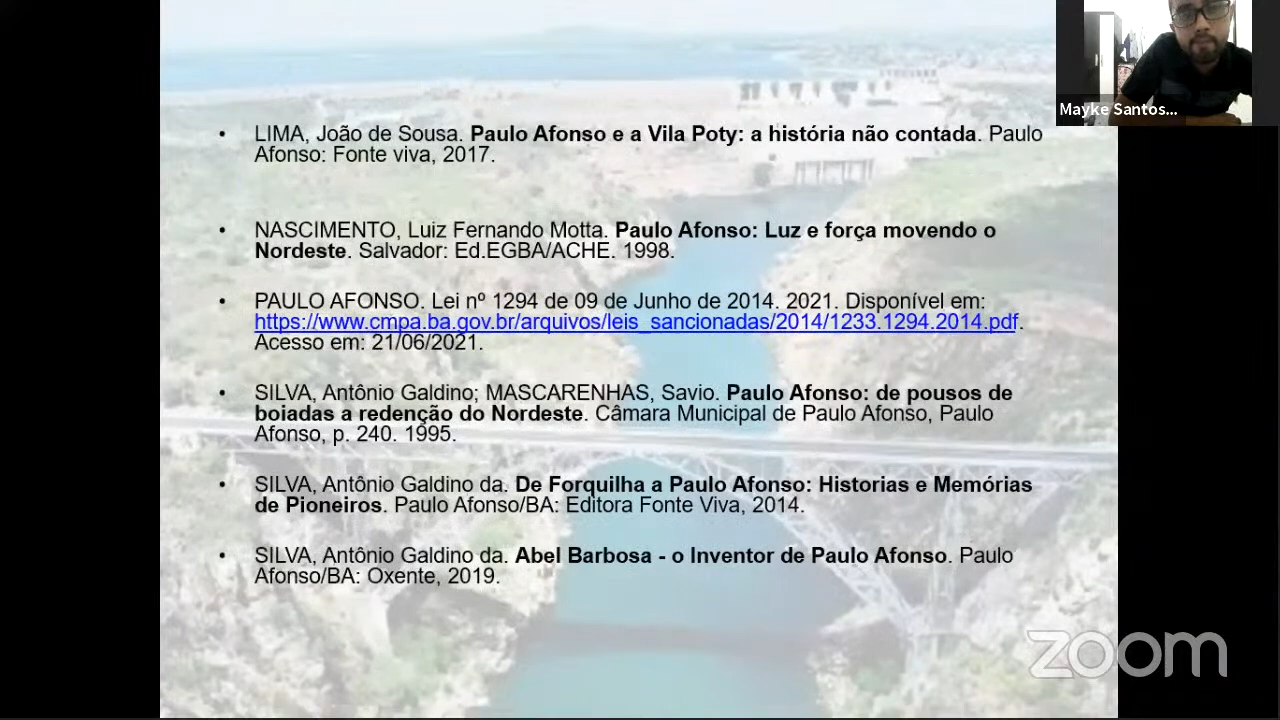 Mayke Santos...
• LIMA, João de Sousa. Paulo Afonso e a Vila Poty: a história não contada. Paulo
Afonso: Fonte viva, 2017.
• NASCIMENTO, Luiz Fernando Motta. Paulo Afonso: Luz e força movendo o
Nordeste. Salvador: Ed.EGBA/ACHE. 1998.
• PAULO AFONSO. Lei nº 1294 de 09 de Junho de 2014. 2021. Disponível em:
https://www.cmpa.ba.gov.br/arquivos/leis_sancionadas/2014/1233.1294.2014.pdf.
Acesso em: 21/06/2021.
• SILVA, Antônio Galdino; MASCARENHAS, Savio. Paulo Afonso: de pousos de
boiadas a redenção do Nordeste. Câmara Municipal de Paulo Afonso, Paulo
Afonso, p. 240. 1995.
• SILVA, Antônio Galdino da. De Forquilha a Paulo Afonso: Historias e Memórias
de Pioneiros. Paulo Afonso/BA: Editora Fonte Viva, 2014.
• SILVA, Antônio Galdino da. Abel Barbosa - o Inventor de Paulo Afonso. Paulo
Afonso/BA: Oxente, 2019.
zoom